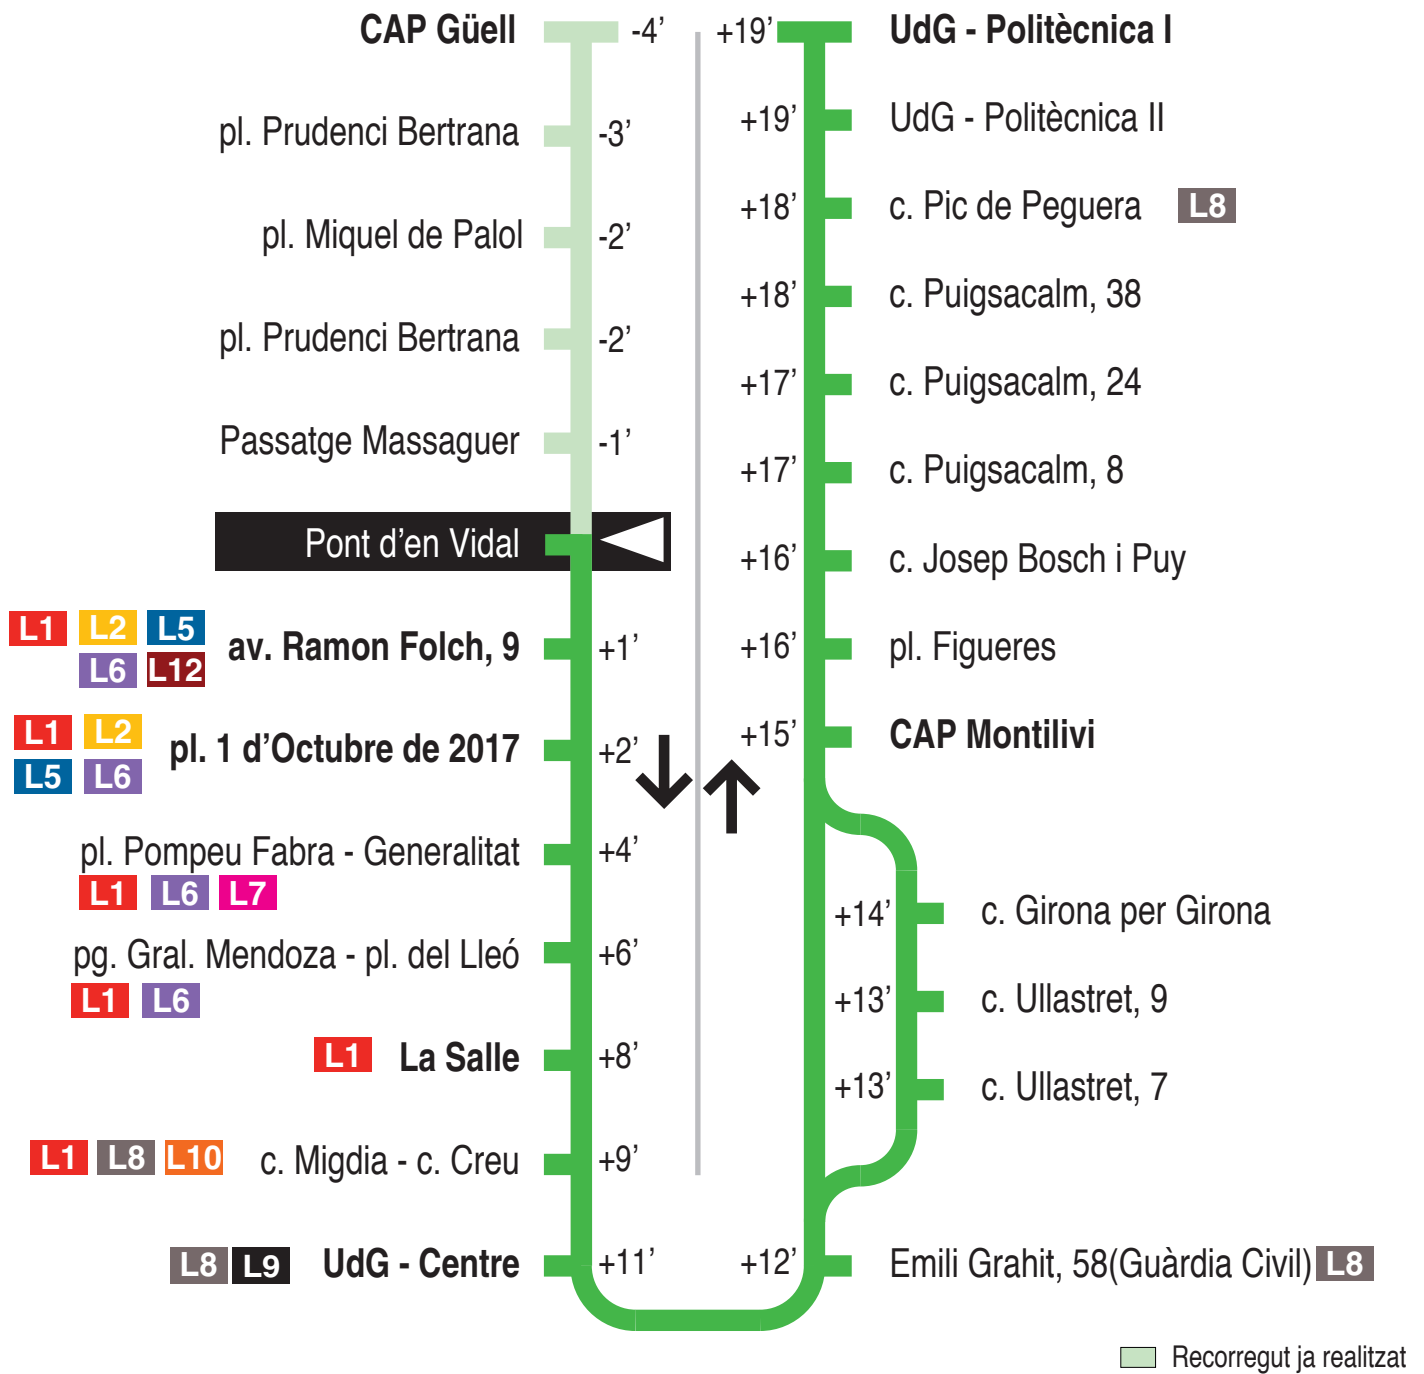 CAP Güell -4’
pl. Prudenci Bertrana -3’
pl. Miquel de Palol -2’
pl. Prudenci Bertrana -2’
Passatge Massaguer -1’
Pont d’en Vidal
L1 L2 L5
av. Ramon Folch, 9 +1’
L6 L12
L1 L2
pl. 1 d’Octubre de 2017 +2’
L5 L6
pl. Pompeu Fabra - Generalitat +4’
L1 L6 L7
pg. Gral. Mendoza - pl. del Lleó +6’
L1 L6
L1 La Salle +8’
L1 L8 L10 c. Migdia - c. Creu +9’
L8 L9 UdG - Centre +11’
+19’ UdG - Politècnica I
+19’ UdG - Politècnica II
+18’ c. Pic de Peguera L8
+18’ c. Puigsacalm, 38
+17’ c. Puigsacalm, 24
+17’ c. Puigsacalm, 8
+16’ c. Josep Bosch i Puy
+16’ pl. Figueres
+15’ CAP Montilivi
+14’ c. Girona per Girona
+13’ c. Ullastret, 9
+13’ c. Ullastret, 7
+12’ Emili Grahit, 58(Guàrdia Civil) L8
Recorregut ja realitzat